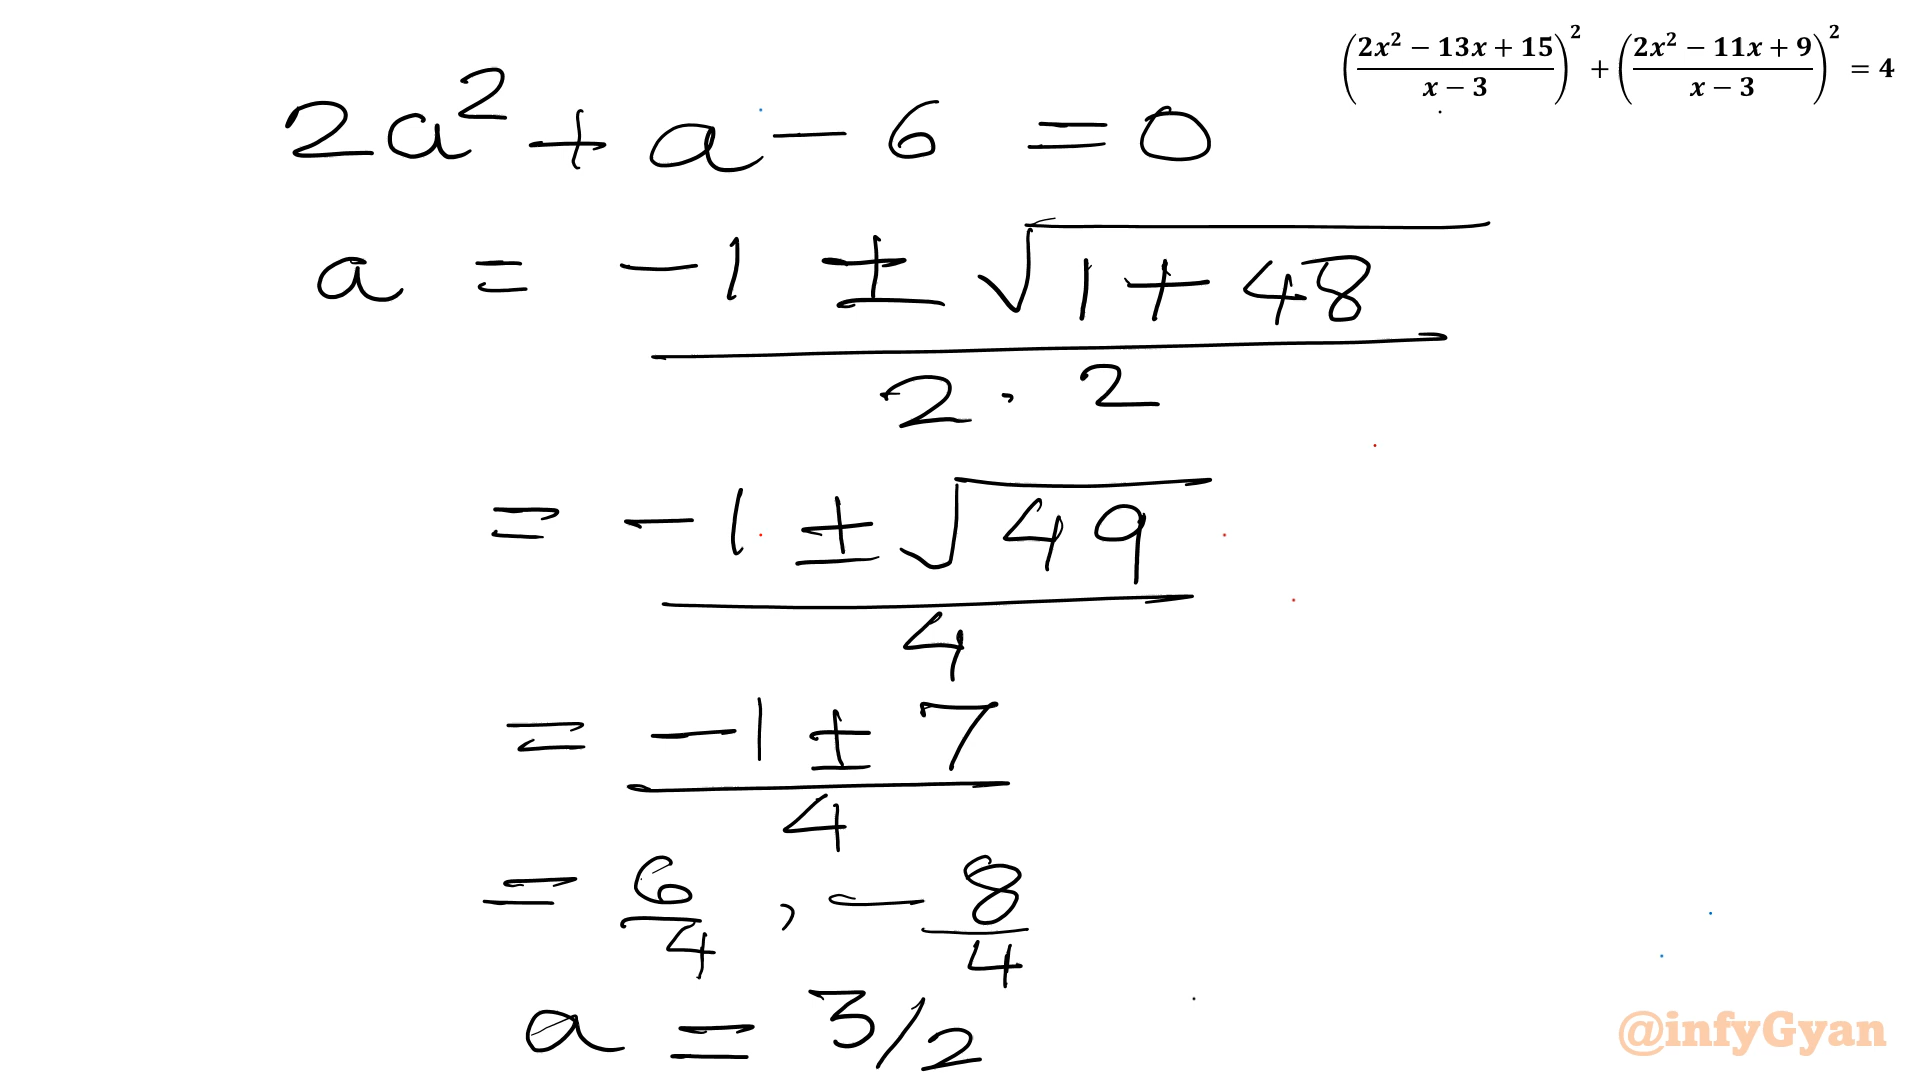 (2x² − 13x + 15 / x − 3)² + (2x² − 11x + 9 / x − 3)² = 4
2a² + a − 6 = 0
a = −1 ± √(1 + 48) / 2 · 2
= −1 ± √49 / 4
= −1 ± 7 / 4
= 6/4 , −8/4
a = 3/2
@infyGyan